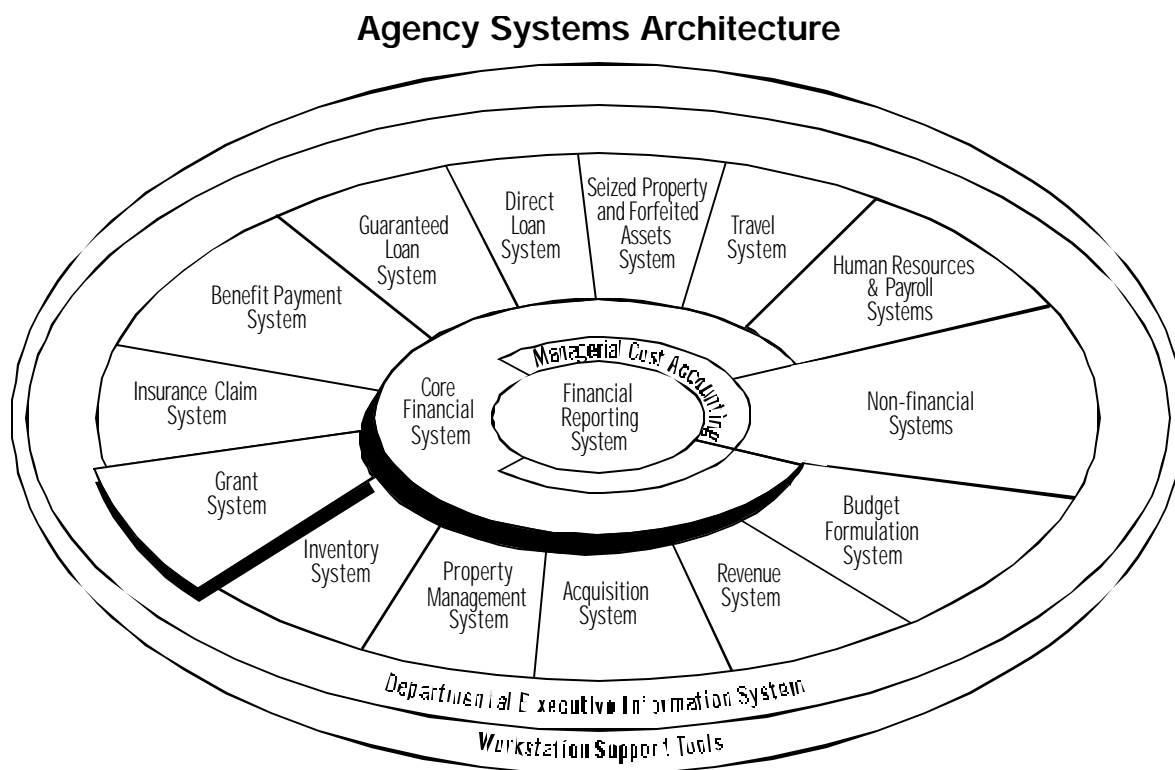 Agency Systems Architecture
Seized Property
and Forfeited
Assets
System
Direct
Loan
System
Travel
System
Guaranteed
Loan
System
Human Resources
& Payroll
Systems
Benefit Payment
System
Managerial Cost Accounting
Insurance Claim
System
Core
Financial
System
Financial
Reporting
System
Non-financial
Systems
Grant
System
Budget
Formulation
System
Inventory
System
Property
Management
System
Acquisition
System
Revenue
System
Departmental Executive Information System
Workstation Support Tools